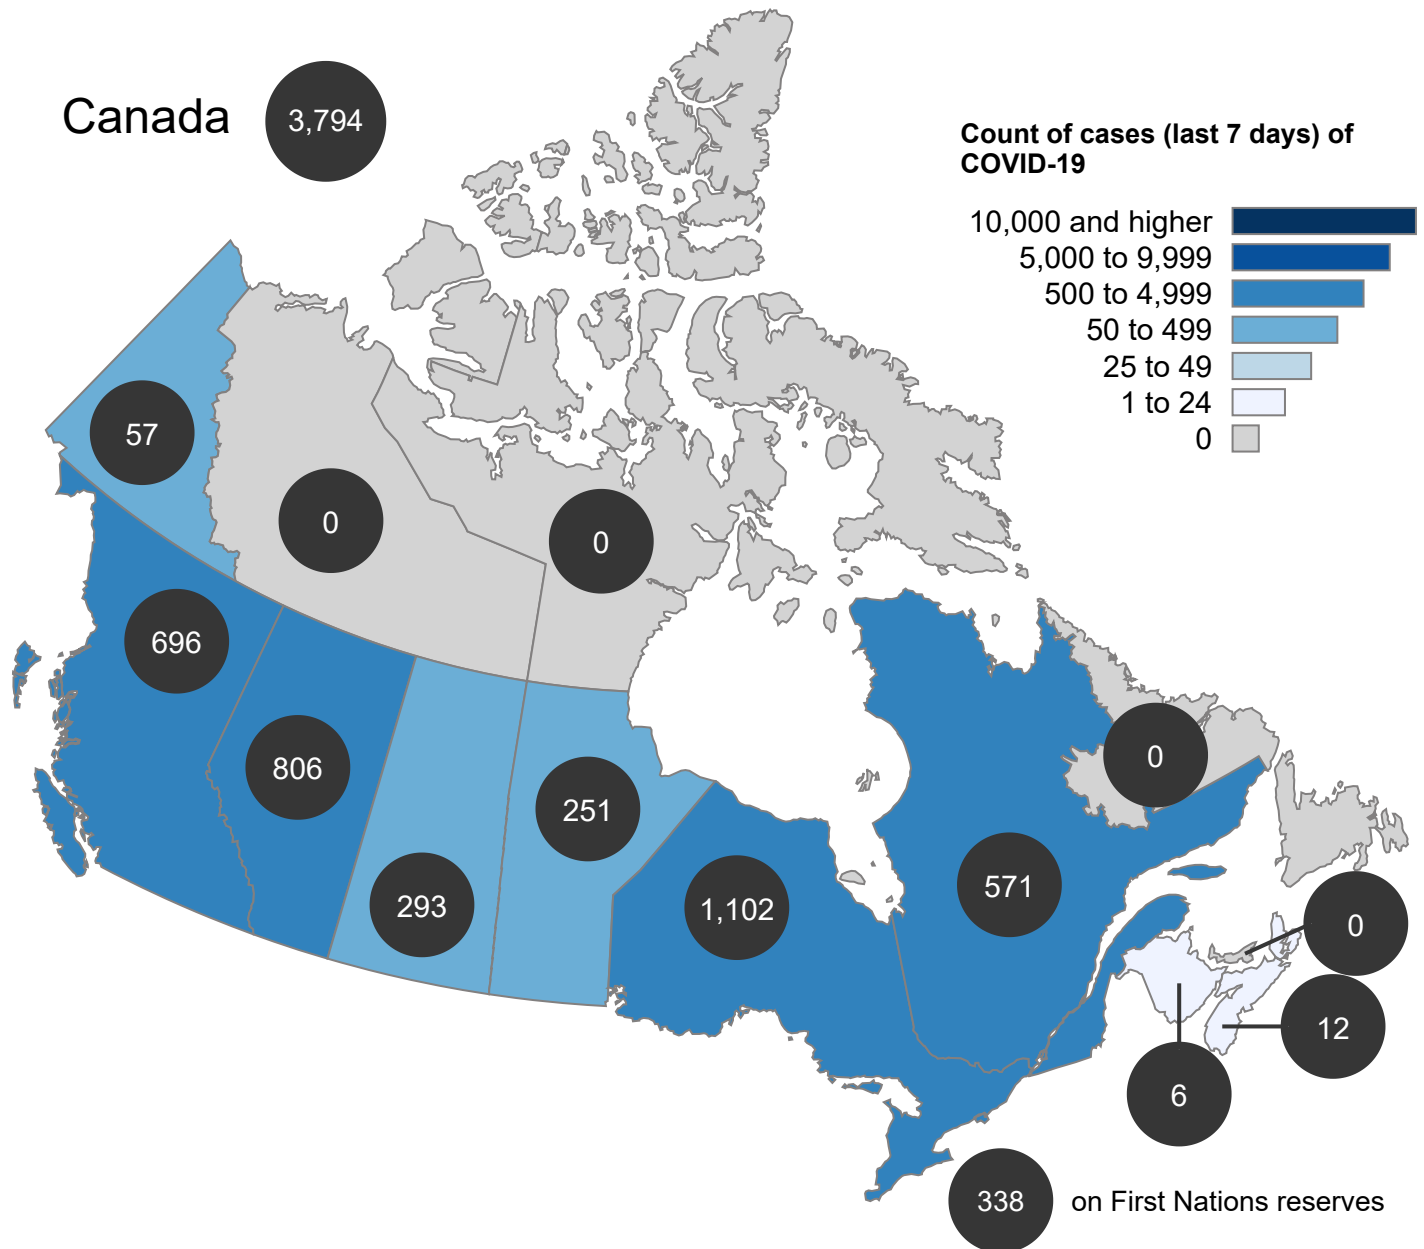 Canada
3,794
Count of cases (last 7 days) of
COVID-19
10,000 and higher
5,000 to 9,999
500 to 4,999
50 to 499
25 to 49
1 to 24
0
57
0
0
696
806
293
251
1,102
571
0
0
12
6
338 on First Nations reserves